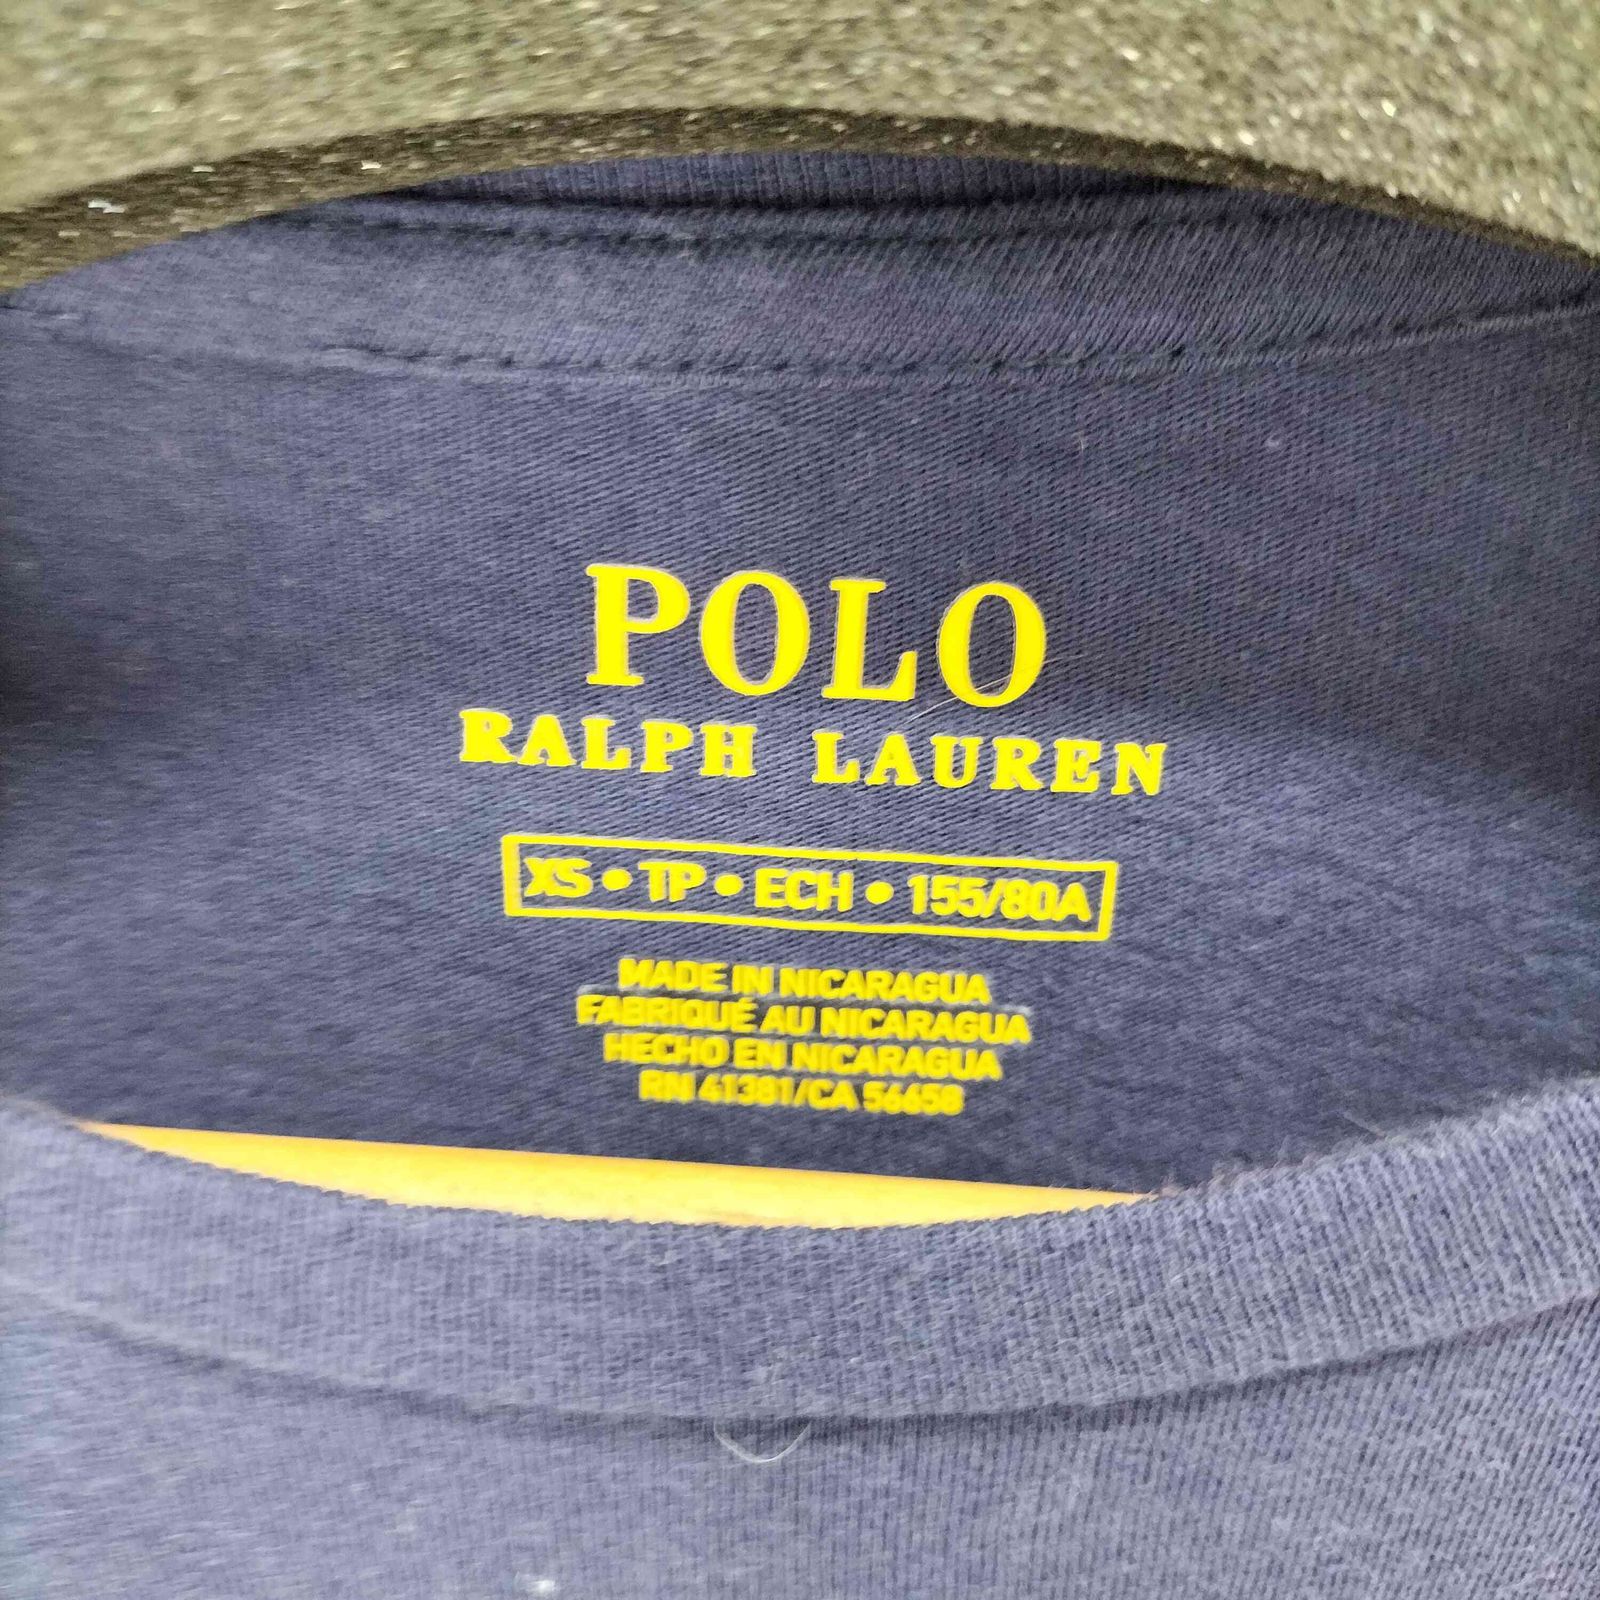 POLO
RALPH LAUREN
XS • TP • ECH • 155/80A
MADE IN NICARAGUA
FABRIQUÉ AU NICARAGUA
HECHO EN NICARAGUA
RN 41381/CA 56658